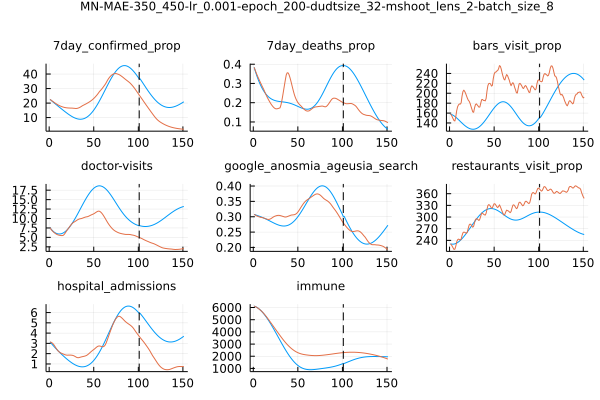 MN-MAE-350_450-lr_0.001-epoch_200-dudtsize_32-mshoot_lens_2-batch_size_8
7day_confirmed_prop 7day_deaths_prop bars_visit_prop
40 30 20 10
0 50 100 150
0.4 0.3 0.2 0.1
0 50 100 150
240 220 200 180 160 140
0 50 100 150
doctor-visits google_anosmia_ageusia_search restaurants_visit_prop
17.5 15.0 12.5 10.0 7.5 5.0 2.5
0 50 100 150
0.40 0.35 0.30 0.25 0.20
0 50 100 150
360 330 300 270 240
0 50 100 150
hospital_admissions immune
6 5 4 3 2 1
0 50 100 150
6000 5000 4000 3000 2000 1000
0 50 100 150